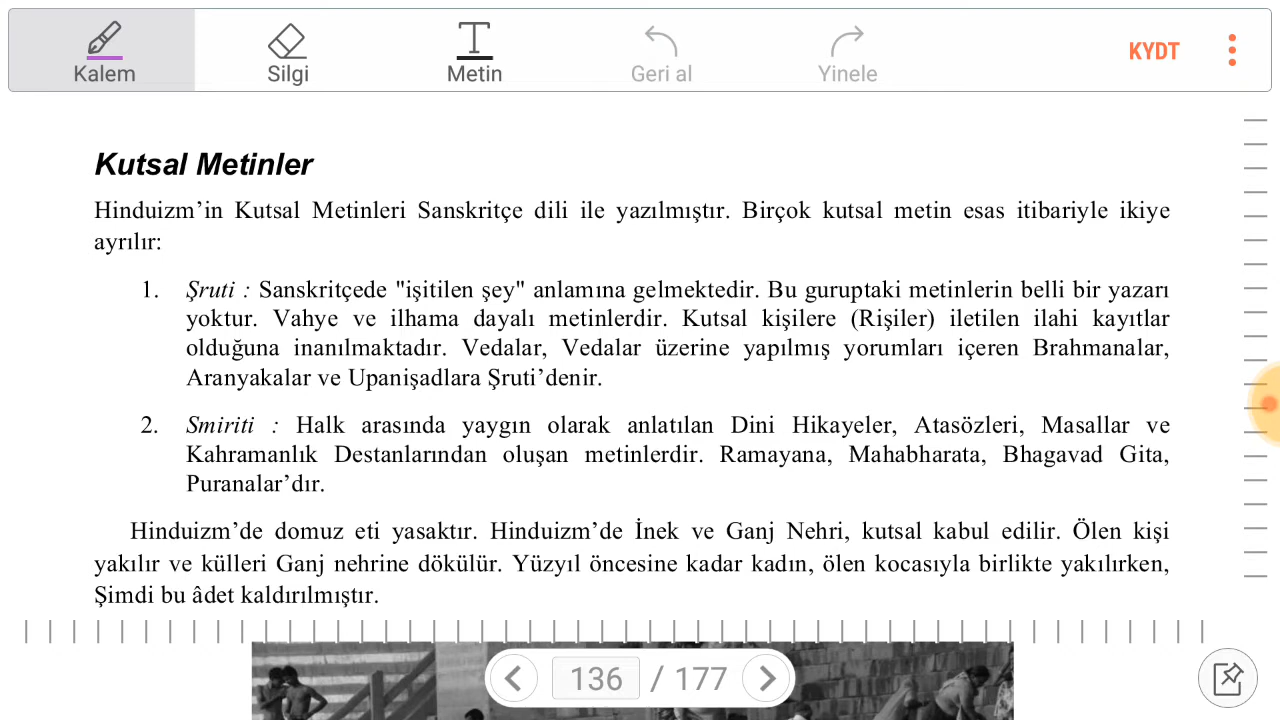 Kalem
Silgi
Metin
Geri al
Yinele
KYDT
Kutsal Metinler
Hinduizm’in Kutsal Metinleri Sanskritçe dili ile yazılmıştır. Birçok kutsal metin esas itibariyle ikiye
ayrılır:
1. Şruti : Sanskritçede "işitilen şey" anlamına gelmektedir. Bu guruptaki metinlerin belli bir yazarı
yoktur. Vahye ve ilhama dayalı metinlerdir. Kutsal kişilere (Rişiler) iletilen ilahi kayıtlar
olduğuna inanılmaktadır. Vedalar, Vedalar üzerine yapılmış yorumları içeren Brahmanalar,
Aranyakalar ve Upanişadlara Şruti’denir.
2. Smiriti : Halk arasında yaygın olarak anlatılan Dini Hikayeler, Atasözleri, Masallar ve
Kahramanlık Destanlarından oluşan metinlerdir. Ramayana, Mahabharata, Bhagavad Gita,
Puranalar’dır.
Hinduizm’de domuz eti yasaktır. Hinduizm’de İnek ve Ganj Nehri, kutsal kabul edilir. Ölen kişi
yakılır ve külleri Ganj nehrine dökülür. Yüzyıl öncesine kadar kadın, ölen kocasıyla birlikte yakılırken,
Şimdi bu âdet kaldırılmıştır.
136 / 177